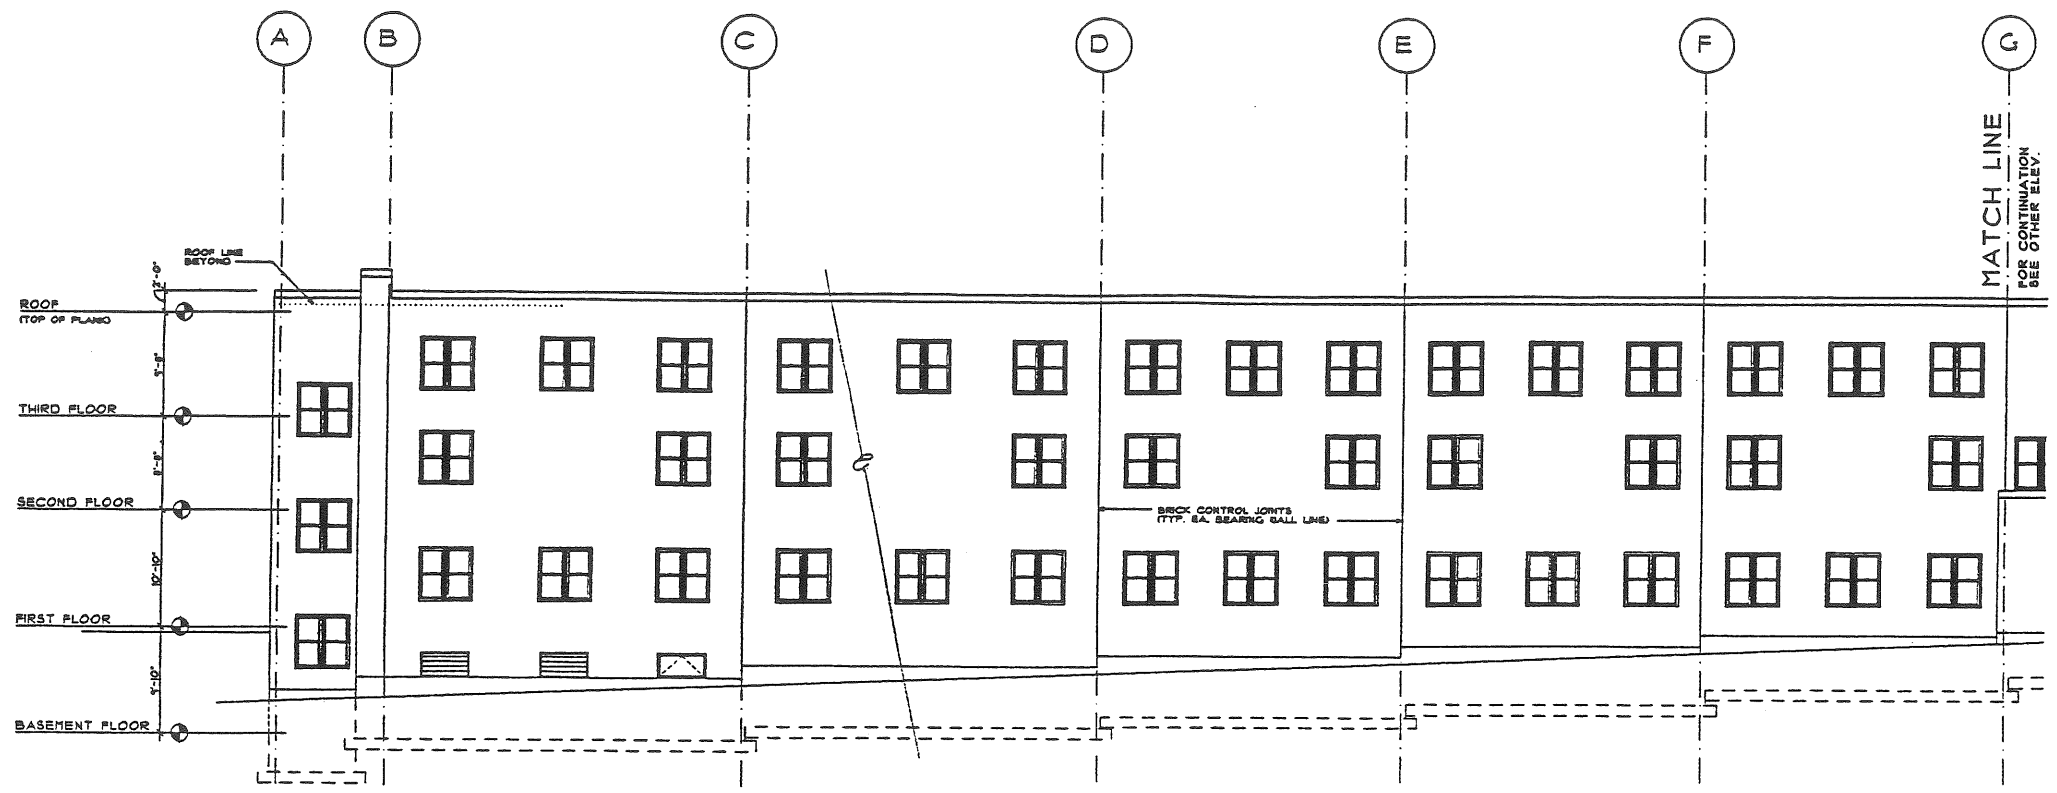 A
B
C
D
E
F
G
MATCH LINE
FOR CONTINUATION
SEE OTHER ELEV.
ROOF LINE
BEYOND
2'-0"
ROOF
(TOP OF PLANK)
9'-8"
THIRD FLOOR
8'-8"
SECOND FLOOR
BRICK CONTROL JOINTS
(TYP. EA. BEARING WALL LINE)
10'-10"
FIRST FLOOR
9'-10"
BASEMENT FLOOR